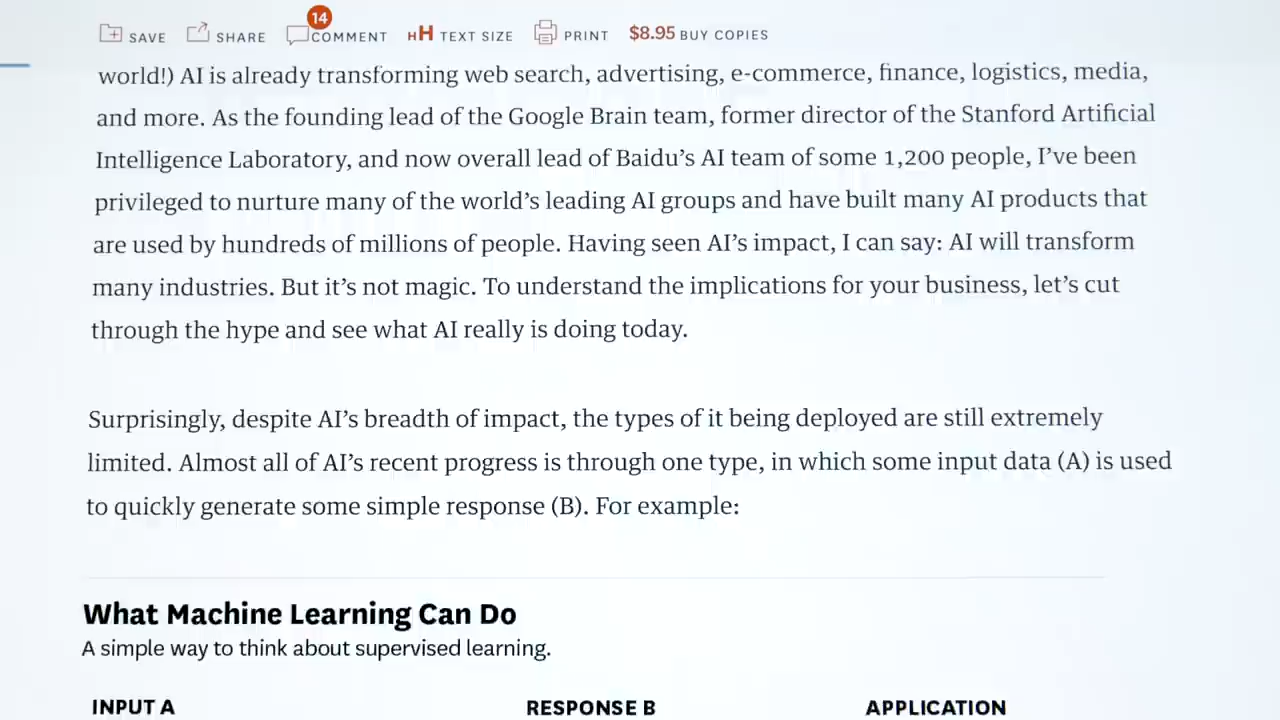 14
SAVE SHARE COMMENT HH TEXT SIZE PRINT $8.95 BUY COPIES
world!) AI is already transforming web search, advertising, e-commerce, finance, logistics, media,
and more. As the founding lead of the Google Brain team, former director of the Stanford Artificial
Intelligence Laboratory, and now overall lead of Baidu’s AI team of some 1,200 people, I’ve been
privileged to nurture many of the world’s leading AI groups and have built many AI products that
are used by hundreds of millions of people. Having seen AI’s impact, I can say: AI will transform
many industries. But it’s not magic. To understand the implications for your business, let’s cut
through the hype and see what AI really is doing today.
Surprisingly, despite AI’s breadth of impact, the types of it being deployed are still extremely
limited. Almost all of AI’s recent progress is through one type, in which some input data (A) is used
to quickly generate some simple response (B). For example:
What Machine Learning Can Do
A simple way to think about supervised learning.
INPUT A RESPONSE B APPLICATION